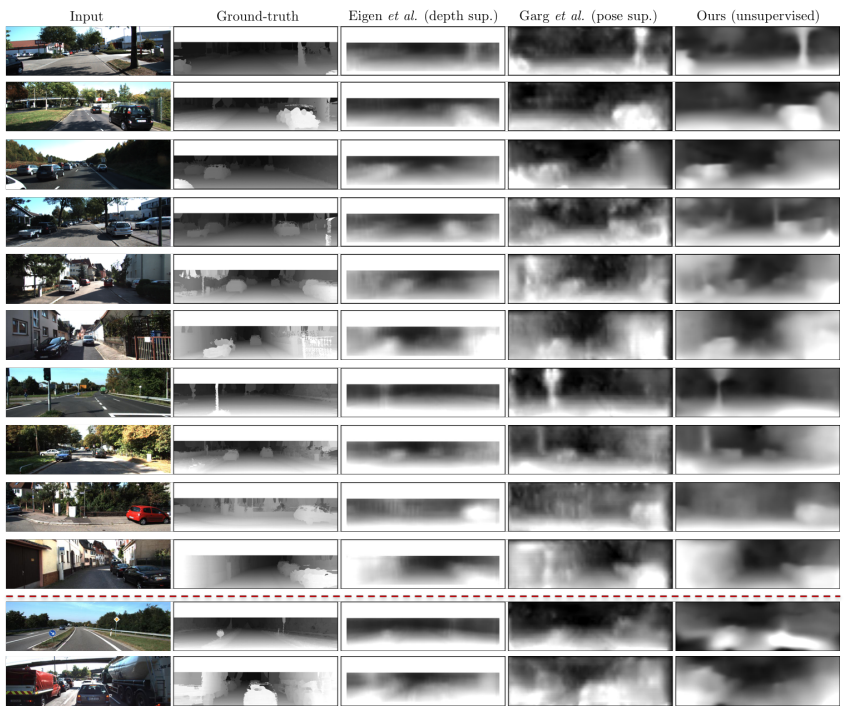 Input Ground-truth Eigen et al. (depth sup.) Garg et al. (pose sup.) Ours (unsupervised)